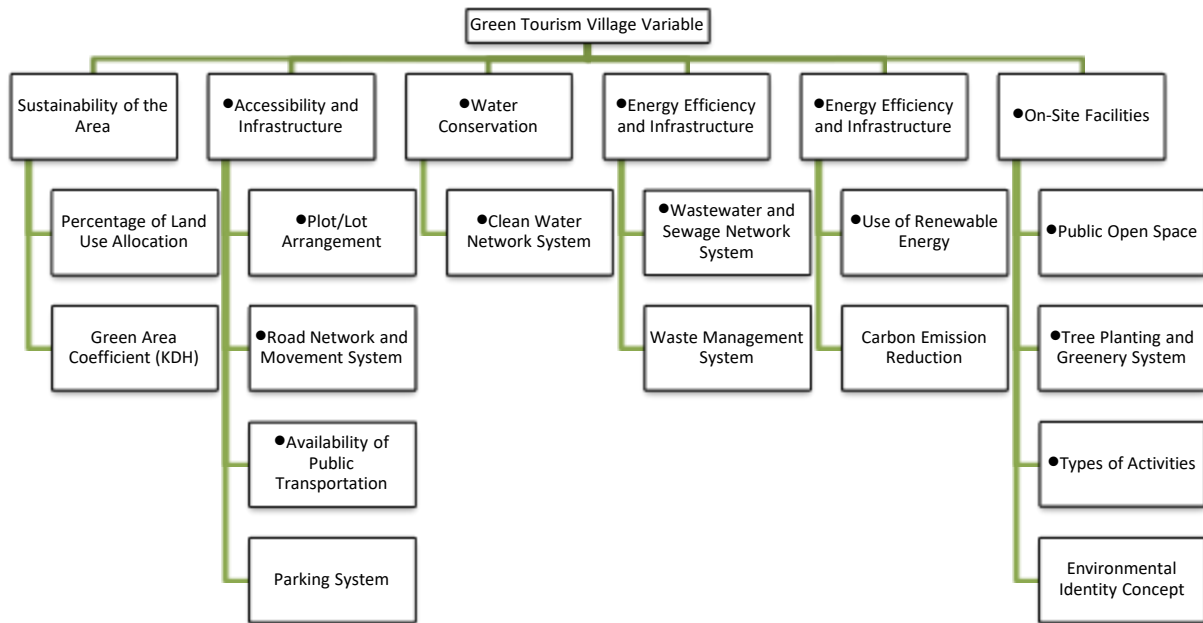 Green Tourism Village Variable
Sustainability of the
Area
Percentage of Land
Use Allocation
Green Area
Coefficient (KDH)
●Accessibility and
Infrastructure
●Plot/Lot
Arrangement
●Road Network and
Movement System
●Availability of
Public
Transportation
Parking System
●Water
Conservation
●Clean Water
Network System
●Energy Efficiency
and Infrastructure
●Wastewater and
Sewage Network
System
Waste Management
System
●Energy Efficiency
and Infrastructure
●Use of Renewable
Energy
Carbon Emission
Reduction
●On-Site Facilities
●Public Open Space
●Tree Planting and
Greenery System
●Types of Activities
Environmental
Identity Concept